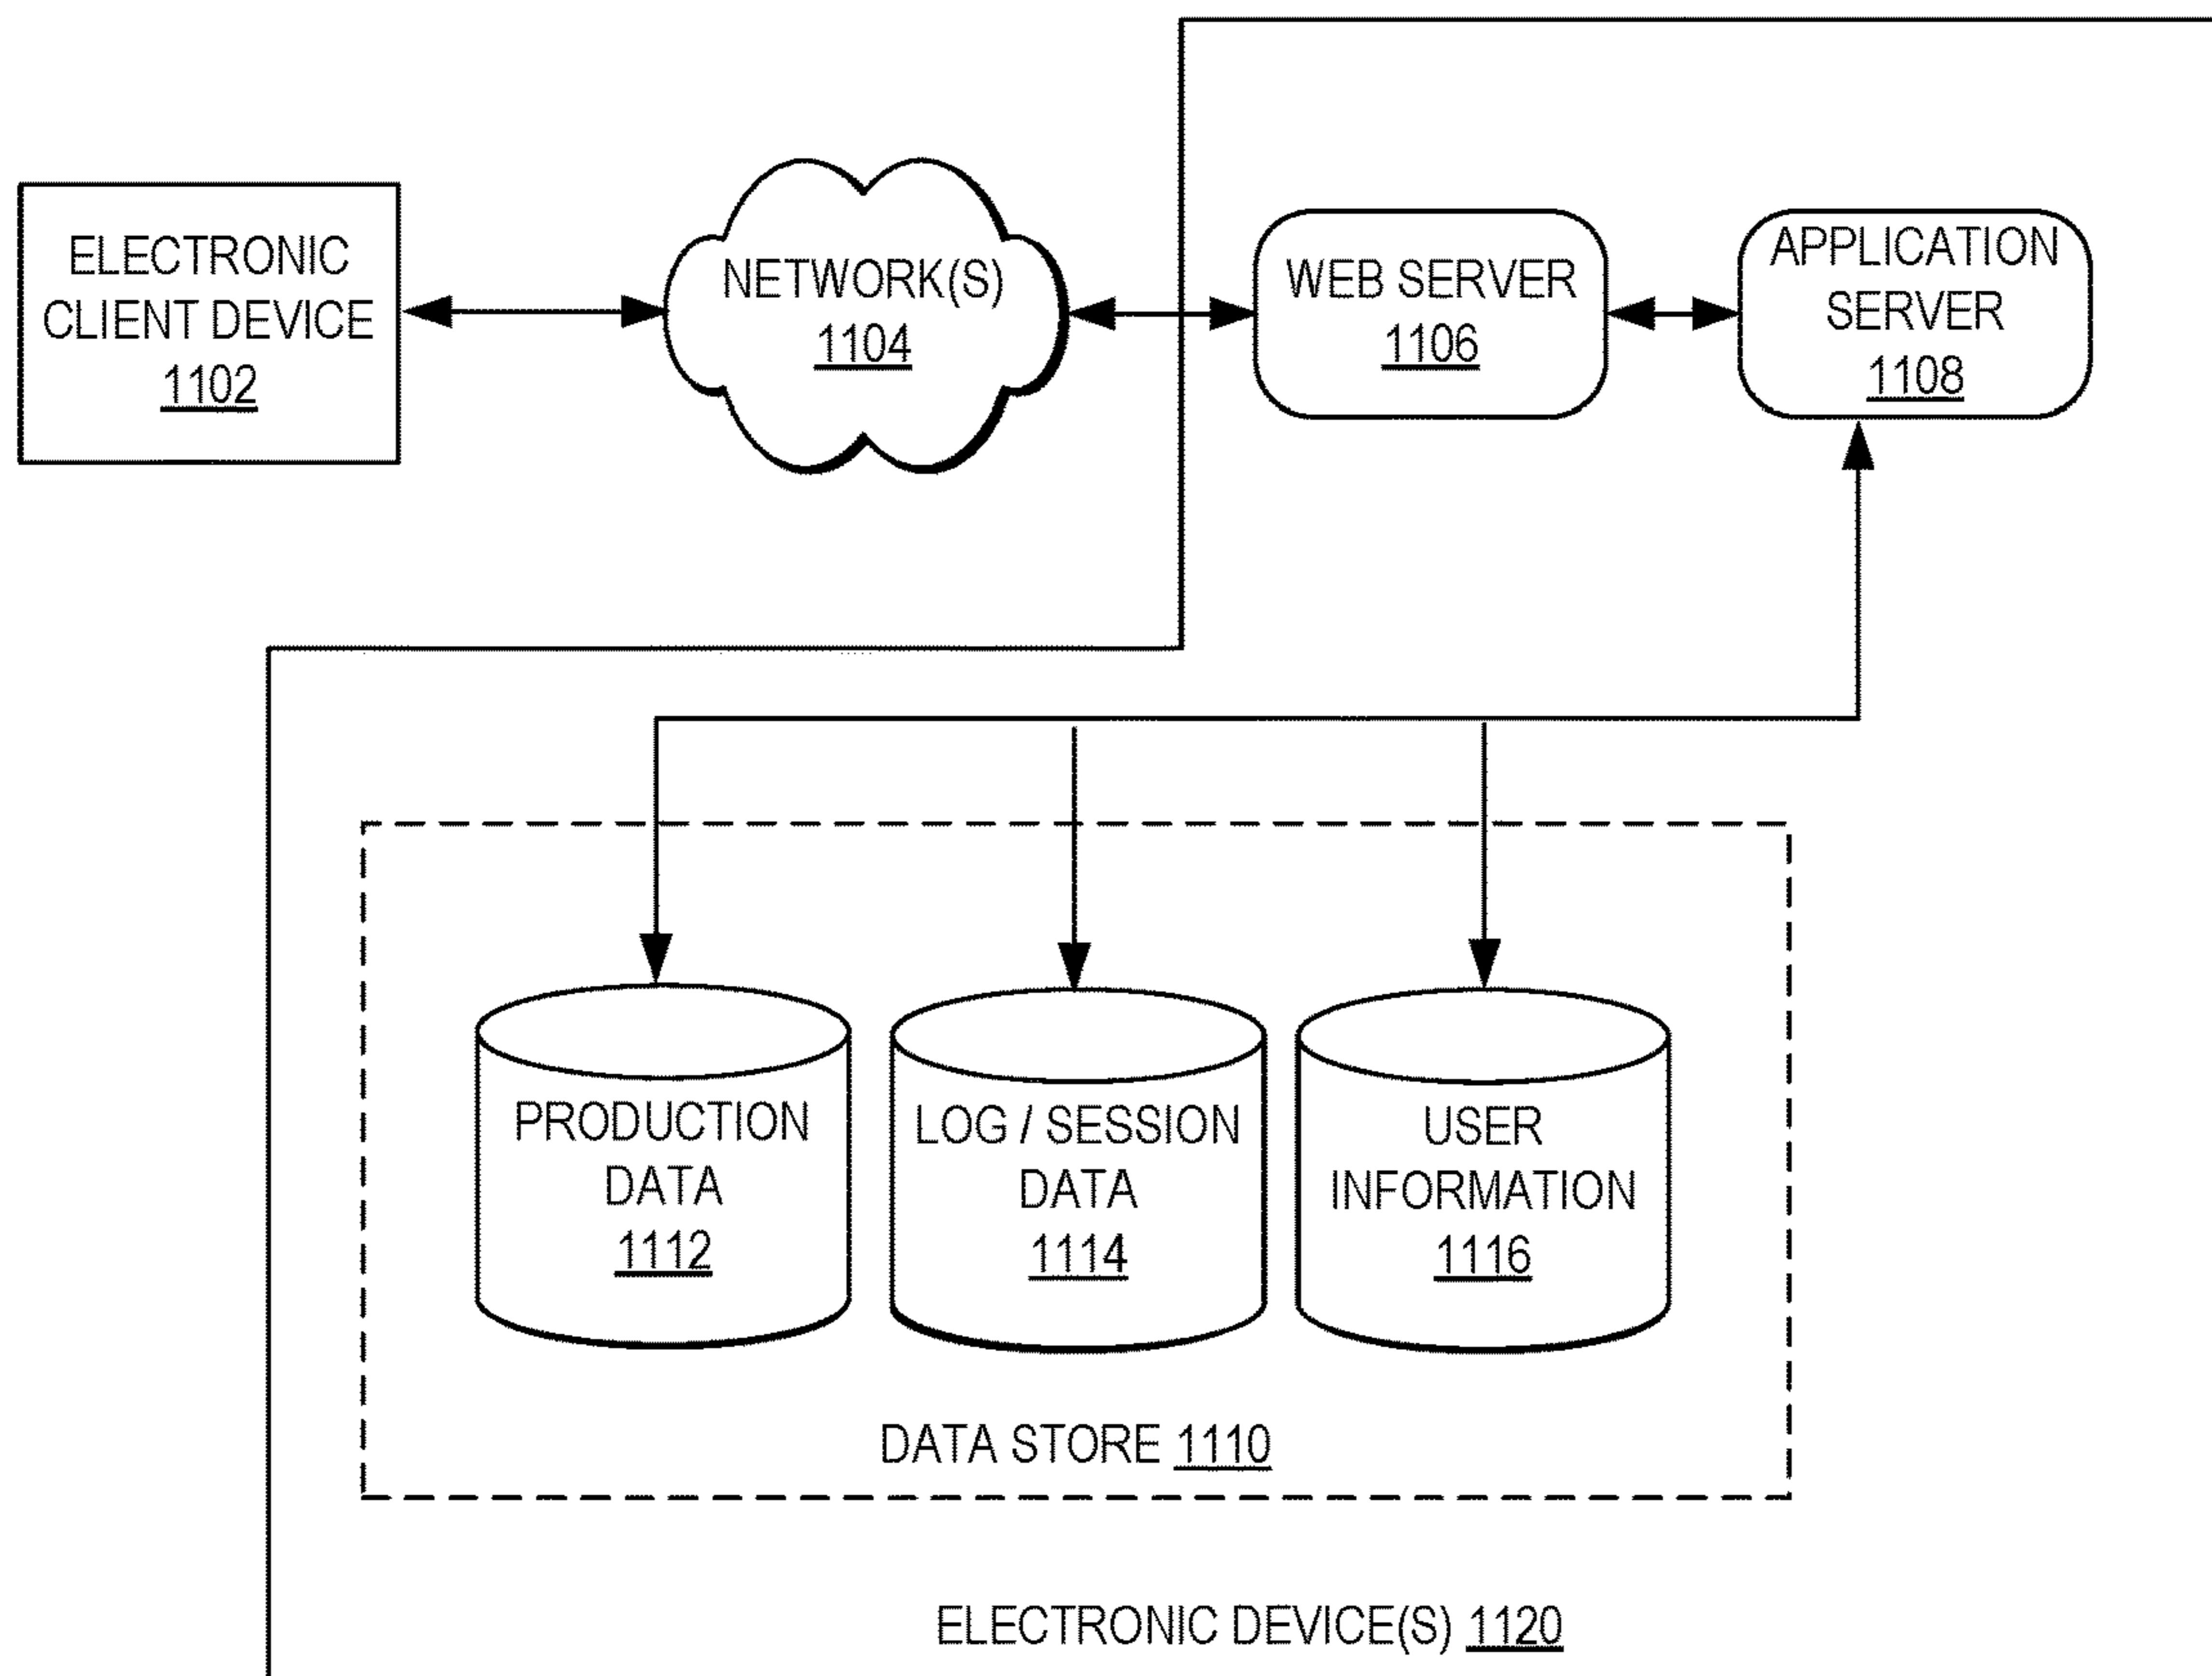 ELECTRONIC
CLIENT DEVICE
1102
NETWORK(S)
1104
WEB SERVER
1106
APPLICATION
SERVER
1108
PRODUCTION
DATA
1112
LOG / SESSION
DATA
1114
USER
INFORMATION
1116
DATA STORE 1110
ELECTRONIC DEVICE(S) 1120